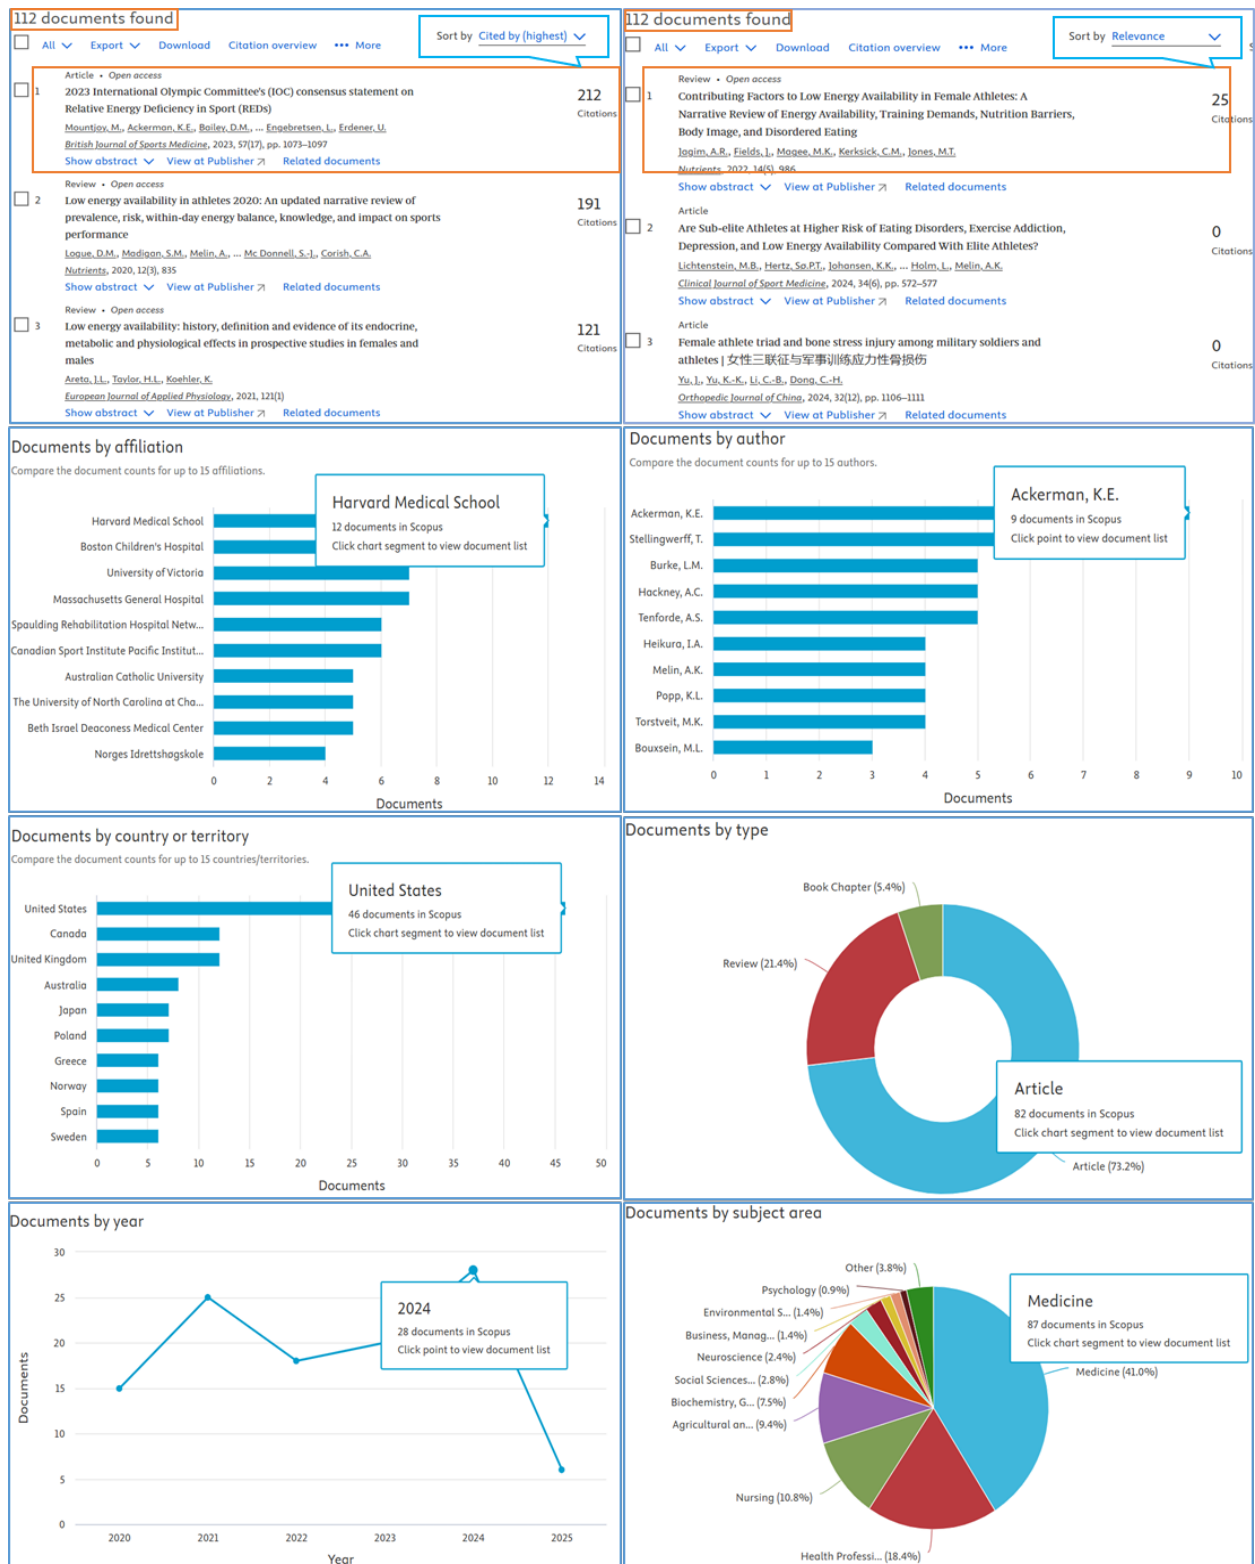 112 documents found
All Export Download Citation overview ••• More
Sort by Cited by (highest)
Article • Open access
1 2023 International Olympic Committee's (IOC) consensus statement on
Relative Energy Deficiency in Sport (REDs)
212
Citations
Mountjoy, M., Ackerman, K.E., Bailey, D.M., ... Engebretsen, L., Erdener, U.
British Journal of Sports Medicine, 2023, 57(17), pp. 1073–1097
Show abstract View at Publisher Related documents
Review • Open access
2 Low energy availability in athletes 2020: An updated narrative review of
prevalence, risk, within-day energy balance, knowledge, and impact on sports
performance
191
Citations
Logue, D.M., Madigan, S.M., Melin, A., ... Mc Donnell, S.-J., Corish, C.A.
Nutrients, 2020, 12(3), 835
Show abstract View at Publisher Related documents
Review • Open access
3 Low energy availability: history, definition and evidence of its endocrine,
metabolic and physiological effects in prospective studies in females and
males
121
Citations
Areta, J.L., Taylor, H.L., Koehler, K.
European Journal of Applied Physiology, 2021, 121(1)
Show abstract View at Publisher Related documents
112 documents found
All Export Download Citation overview ••• More
Sort by Relevance
Review • Open access
1 Contributing Factors to Low Energy Availability in Female Athletes: A
Narrative Review of Energy Availability, Training Demands, Nutrition Barriers,
Body Image, and Disordered Eating
25
Citations
Jagim, A.R., Fields, J., Magee, M.K., Kerksick, C.M., Jones, M.T.
Nutrients, 2022, 14(5), 986
Show abstract View at Publisher Related documents
Article
2 Are Sub-elite Athletes at Higher Risk of Eating Disorders, Exercise Addiction,
Depression, and Low Energy Availability Compared With Elite Athletes?
0
Citations
Lichtenstein, M.B., Hertz, Sø.P.T., Johansen, K.K., ... Holm, L., Melin, A.K.
Clinical Journal of Sport Medicine, 2024, 34(6), pp. 572–577
Show abstract View at Publisher Related documents
Article
3 Female athlete triad and bone stress injury among military soldiers and
athletes | 女性三联征与军事训练应力性骨损伤
0
Citations
Yu, J., Yu, K.-K., Li, C.-B., Dong, C.-H.
Orthopedic Journal of China, 2024, 32(12), pp. 1106–1111
Show abstract View at Publisher Related documents
Documents by affiliation
Compare the document counts for up to 15 affiliations.
Harvard Medical School
12 documents in Scopus
Click chart segment to view document list
Harvard Medical School
Boston Children's Hospital
University of Victoria
Massachusetts General Hospital
Spaulding Rehabilitation Hospital Netw...
Canadian Sport Institute Pacific Institut...
Australian Catholic University
The University of North Carolina at Cha...
Beth Israel Deaconess Medical Center
Norges Idrettshøgskole
0 2 4 6 8 10 12 14
Documents
Documents by author
Compare the document counts for up to 15 authors.
Ackerman, K.E.
9 documents in Scopus
Click point to view document list
Ackerman, K.E.
Stellingwerff, T.
Burke, L.M.
Hackney, A.C.
Tenforde, A.S.
Heikura, I.A.
Melin, A.K.
Popp, K.L.
Torstveit, M.K.
Bouxsein, M.L.
0 1 2 3 4 5 6 7 8 9 10
Documents
Documents by country or territory
Compare the document counts for up to 15 countries/territories.
United States
46 documents in Scopus
Click chart segment to view document list
United States
Canada
United Kingdom
Australia
Japan
Poland
Greece
Norway
Spain
Sweden
0 5 10 15 20 25 30 35 40 45 50
Documents
Documents by type
Book Chapter (5.4%)
Review (21.4%)
Article
82 documents in Scopus
Click chart segment to view document list
Article (73.2%)
Documents by year
30
25
20
15
10
5
0
Documents
2024
28 documents in Scopus
Click point to view document list
2020 2021 2022 2023 2024 2025
Year
Documents by subject area
Other (3.8%)
Psychology (0.9%)
Environmental S... (1.4%)
Business, Manag... (1.4%)
Neuroscience (2.4%)
Social Sciences... (2.8%)
Biochemistry, G... (7.5%)
Agricultural an... (9.4%)
Nursing (10.8%)
Health Professi... (18.4%)
Medicine
87 documents in Scopus
Click chart segment to view document list
Medicine (41.0%)